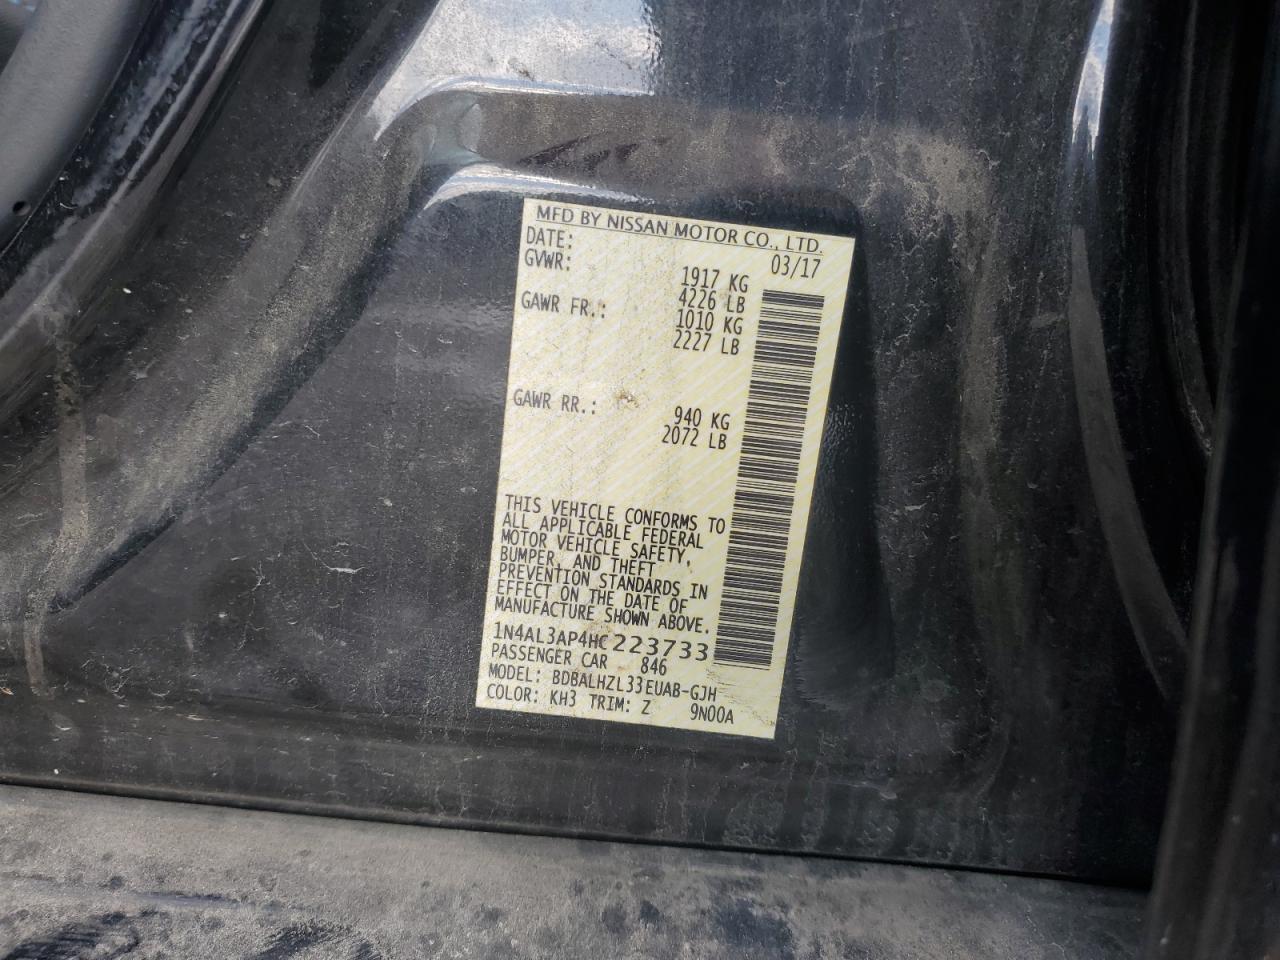 MFD BY NISSAN MOTOR CO., LTD.
DATE: 03/17
GVWR: 1917 KG
4226 LB
GAWR FR.: 1010 KG
2227 LB
GAWR RR.: 940 KG
2072 LB
THIS VEHICLE CONFORMS TO
ALL APPLICABLE FEDERAL
MOTOR VEHICLE SAFETY,
BUMPER, AND THEFT
PREVENTION STANDARDS IN
EFFECT ON THE DATE OF
MANUFACTURE SHOWN ABOVE.
1N4AL3AP4HC223733
PASSENGER CAR 846
MODEL: BDBALHZL33EUAB-GJH
COLOR: KH3 TRIM: Z 9N00A